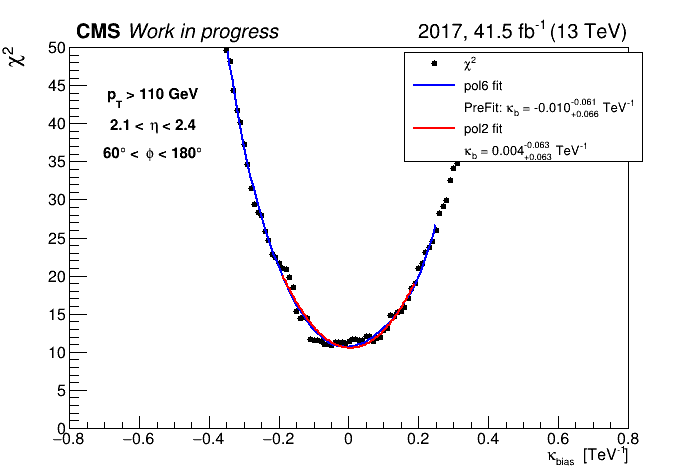 CMS Work in progress 2017, 41.5 fb⁻¹ (13 TeV)
χ²
50
45
40
35
30
25
20
15
10
5
0
p_T > 110 GeV
2.1 < η < 2.4
60° < φ < 180°
χ²
pol6 fit
PreFit: κ_b = -0.010 -0.061 +0.066 TeV⁻¹
pol2 fit
κ_b = 0.004 -0.063 +0.063 TeV⁻¹
−0.8 −0.6 −0.4 −0.2 0 0.2 0.4 0.6 0.8
κ_bias [TeV⁻¹]